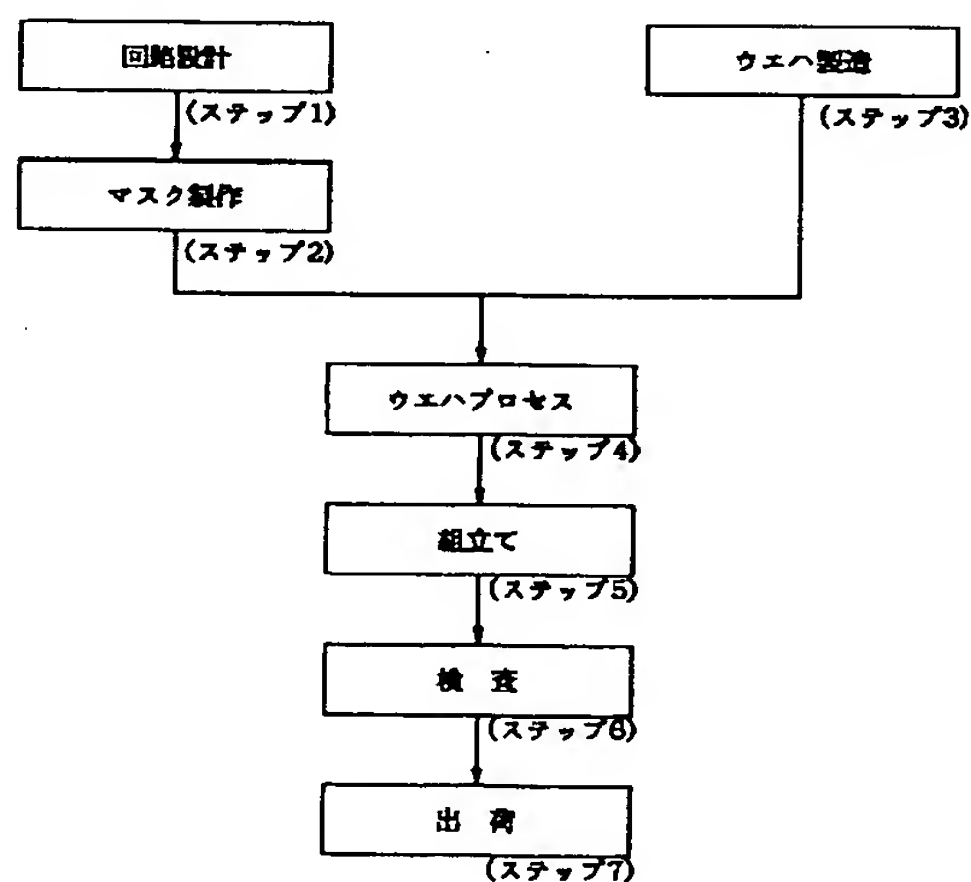 回路設計
(ステップ1)
ウエハ製造
(ステップ3)
マスク製作
(ステップ2)
ウエハプロセス
(ステップ4)
組立て
(ステップ5)
検 査
(ステップ6)
出 荷
(ステップ7)